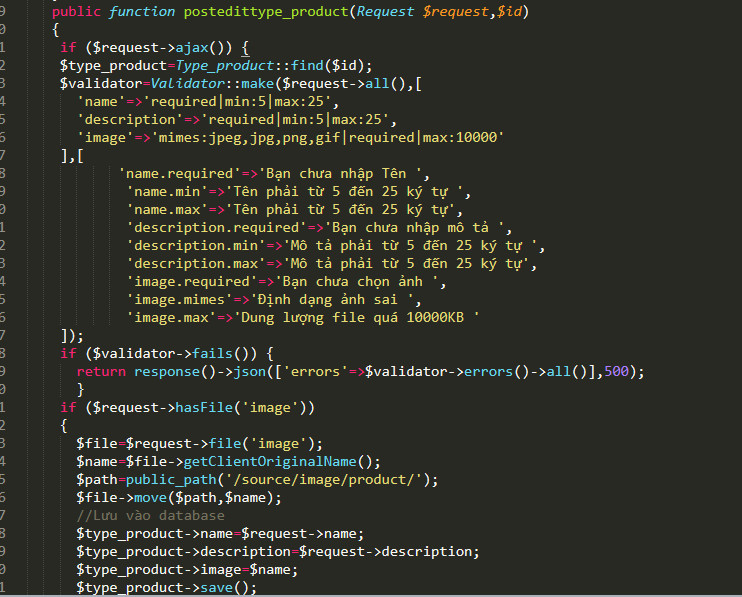 9 public function postedittype_product(Request $request,$id)
0 {
1 if ($request->ajax()) {
2 $type_product=Type_product::find($id);
3 $validator=Validator::make($request->all(),[
4 'name'=>'required|min:5|max:25',
5 'description'=>'required|min:5|max:25',
6 'image'=>'mimes:jpeg,jpg,png,gif|required|max:10000'
7 ],[
8 'name.required'=>'Bạn chưa nhập Tên ',
9 'name.min'=>'Tên phải từ 5 đến 25 ký tự ',
0 'name.max'=>'Tên phải từ 5 đến 25 ký tự',
1 'description.required'=>'Bạn chưa nhập mô tả ',
2 'description.min'=>'Mô tả phải từ 5 đến 25 ký tự ',
3 'description.max'=>'Mô tả phải từ 5 đến 25 ký tự',
4 'image.required'=>'Bạn chưa chọn ảnh ',
5 'image.mimes'=>'Định dạng ảnh sai ',
6 'image.max'=>'Dung lượng file quá 10000KB '
7 ]);
8 if ($validator->fails()) {
9 return response()->json(['errors'=>$validator->errors()->all()],500);
0 }
1 if ($request->hasFile('image'))
2 {
3 $file=$request->file('image');
4 $name=$file->getClientOriginalName();
5 $path=public_path('/source/image/product/');
6 $file->move($path,$name);
7 //Lưu vào database
8 $type_product->name=$request->name;
9 $type_product->description=$request->description;
0 $type_product->image=$name;
1 $type_product->save();